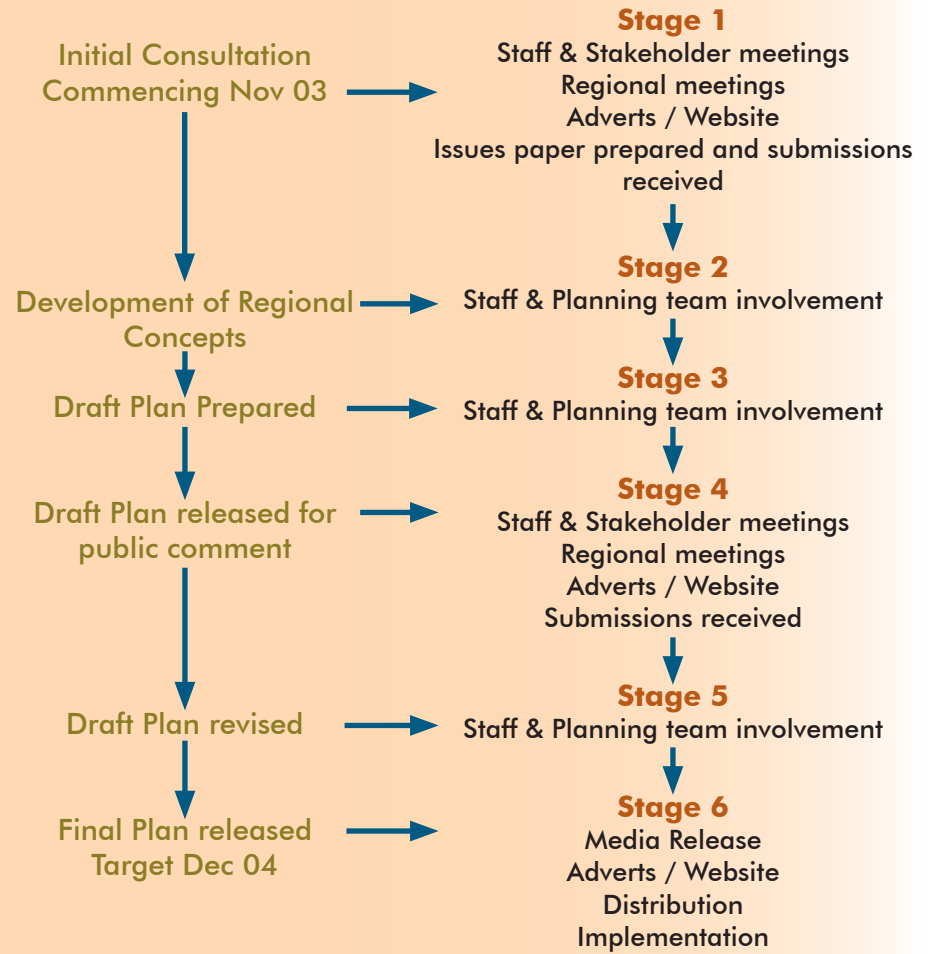 Initial Consultation
Commencing Nov 03
Stage 1
Staff & Stakeholder meetings
Regional meetings
Adverts / Website
Issues paper prepared and submissions
received
Development of Regional
Concepts
Stage 2
Staff & Planning team involvement
Draft Plan Prepared
Stage 3
Staff & Planning team involvement
Draft Plan released for
public comment
Stage 4
Staff & Stakeholder meetings
Regional meetings
Adverts / Website
Submissions received
Draft Plan revised
Stage 5
Staff & Planning team involvement
Final Plan released
Target Dec 04
Stage 6
Media Release
Adverts / Website
Distribution
Implementation